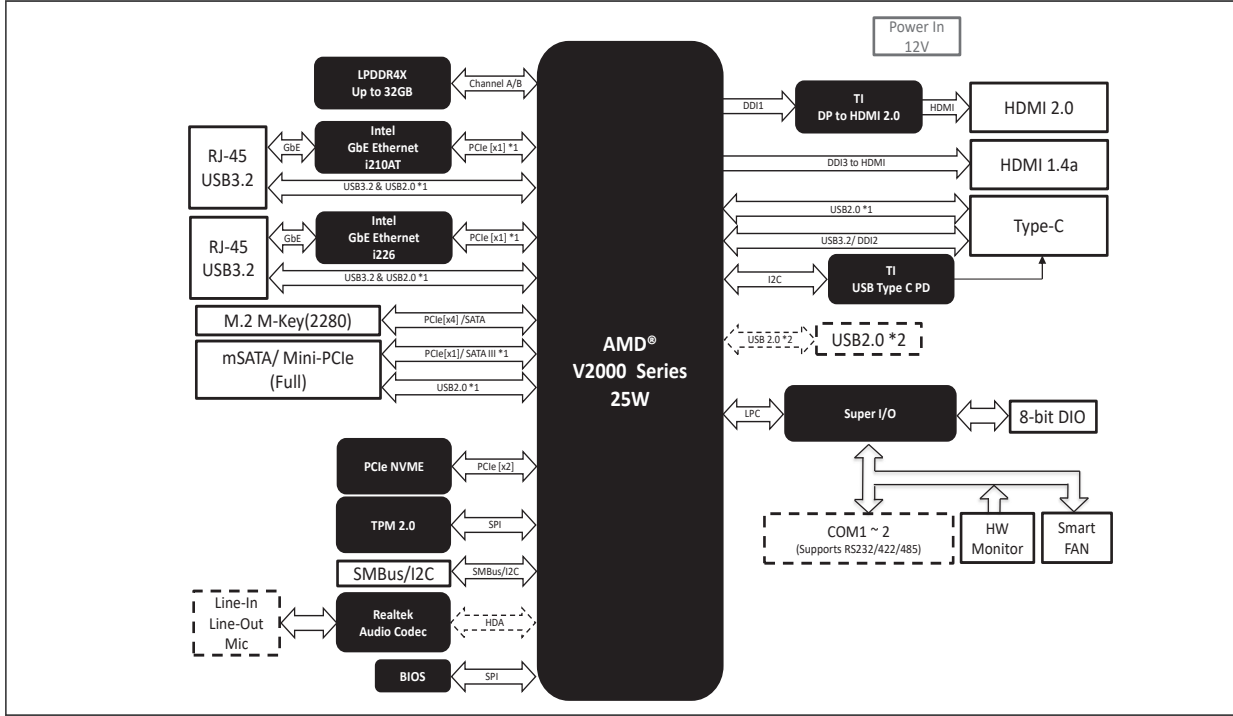 Power In
12V
LPDDR4X
Up to 32GB
Channel A/B
RJ-45
USB3.2
GbE
Intel
GbE Ethernet
i210AT
PCIe [x1] *1
USB3.2 & USB2.0 *1
RJ-45
USB3.2
GbE
Intel
GbE Ethernet
i226
PCIe [x1] *1
USB3.2 & USB2.0 *1
M.2 M-Key(2280)
PCIe[x4] /SATA
mSATA/ Mini-PCIe
(Full)
PCIe[x1]/ SATA III *1
USB2.0 *1
PCIe NVME
PCIe [x2]
TPM 2.0
SPI
SMBus/I2C
SMBus/I2C
Line-In
Line-Out
Mic
Realtek
Audio Codec
HDA
BIOS
SPI
AMD®
V2000 Series
25W
DDI1
TI
DP to HDMI 2.0
HDMI
HDMI 2.0
DDI3 to HDMI
HDMI 1.4a
USB2.0 *1
USB3.2/ DDI2
Type-C
I2C
TI
USB Type C PD
USB 2.0 *2
USB2.0 *2
LPC
Super I/O
8-bit DIO
COM1 ~ 2
(Supports RS232/422/485)
HW
Monitor
Smart
FAN